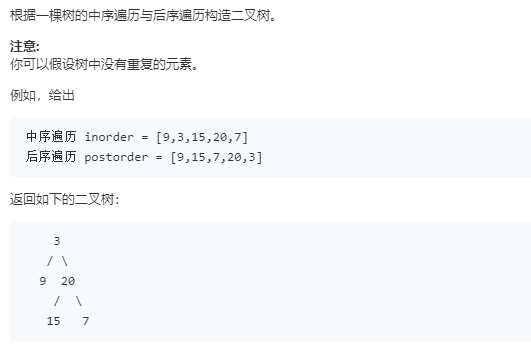 根据一棵树的中序遍历与后序遍历构造二叉树。
注意:
你可以假设树中没有重复的元素。
例如，给出
中序遍历 inorder = [9,3,15,20,7]
后序遍历 postorder = [9,15,7,20,3]
返回如下的二叉树：
3
/ \
9 20
/ \
15 7